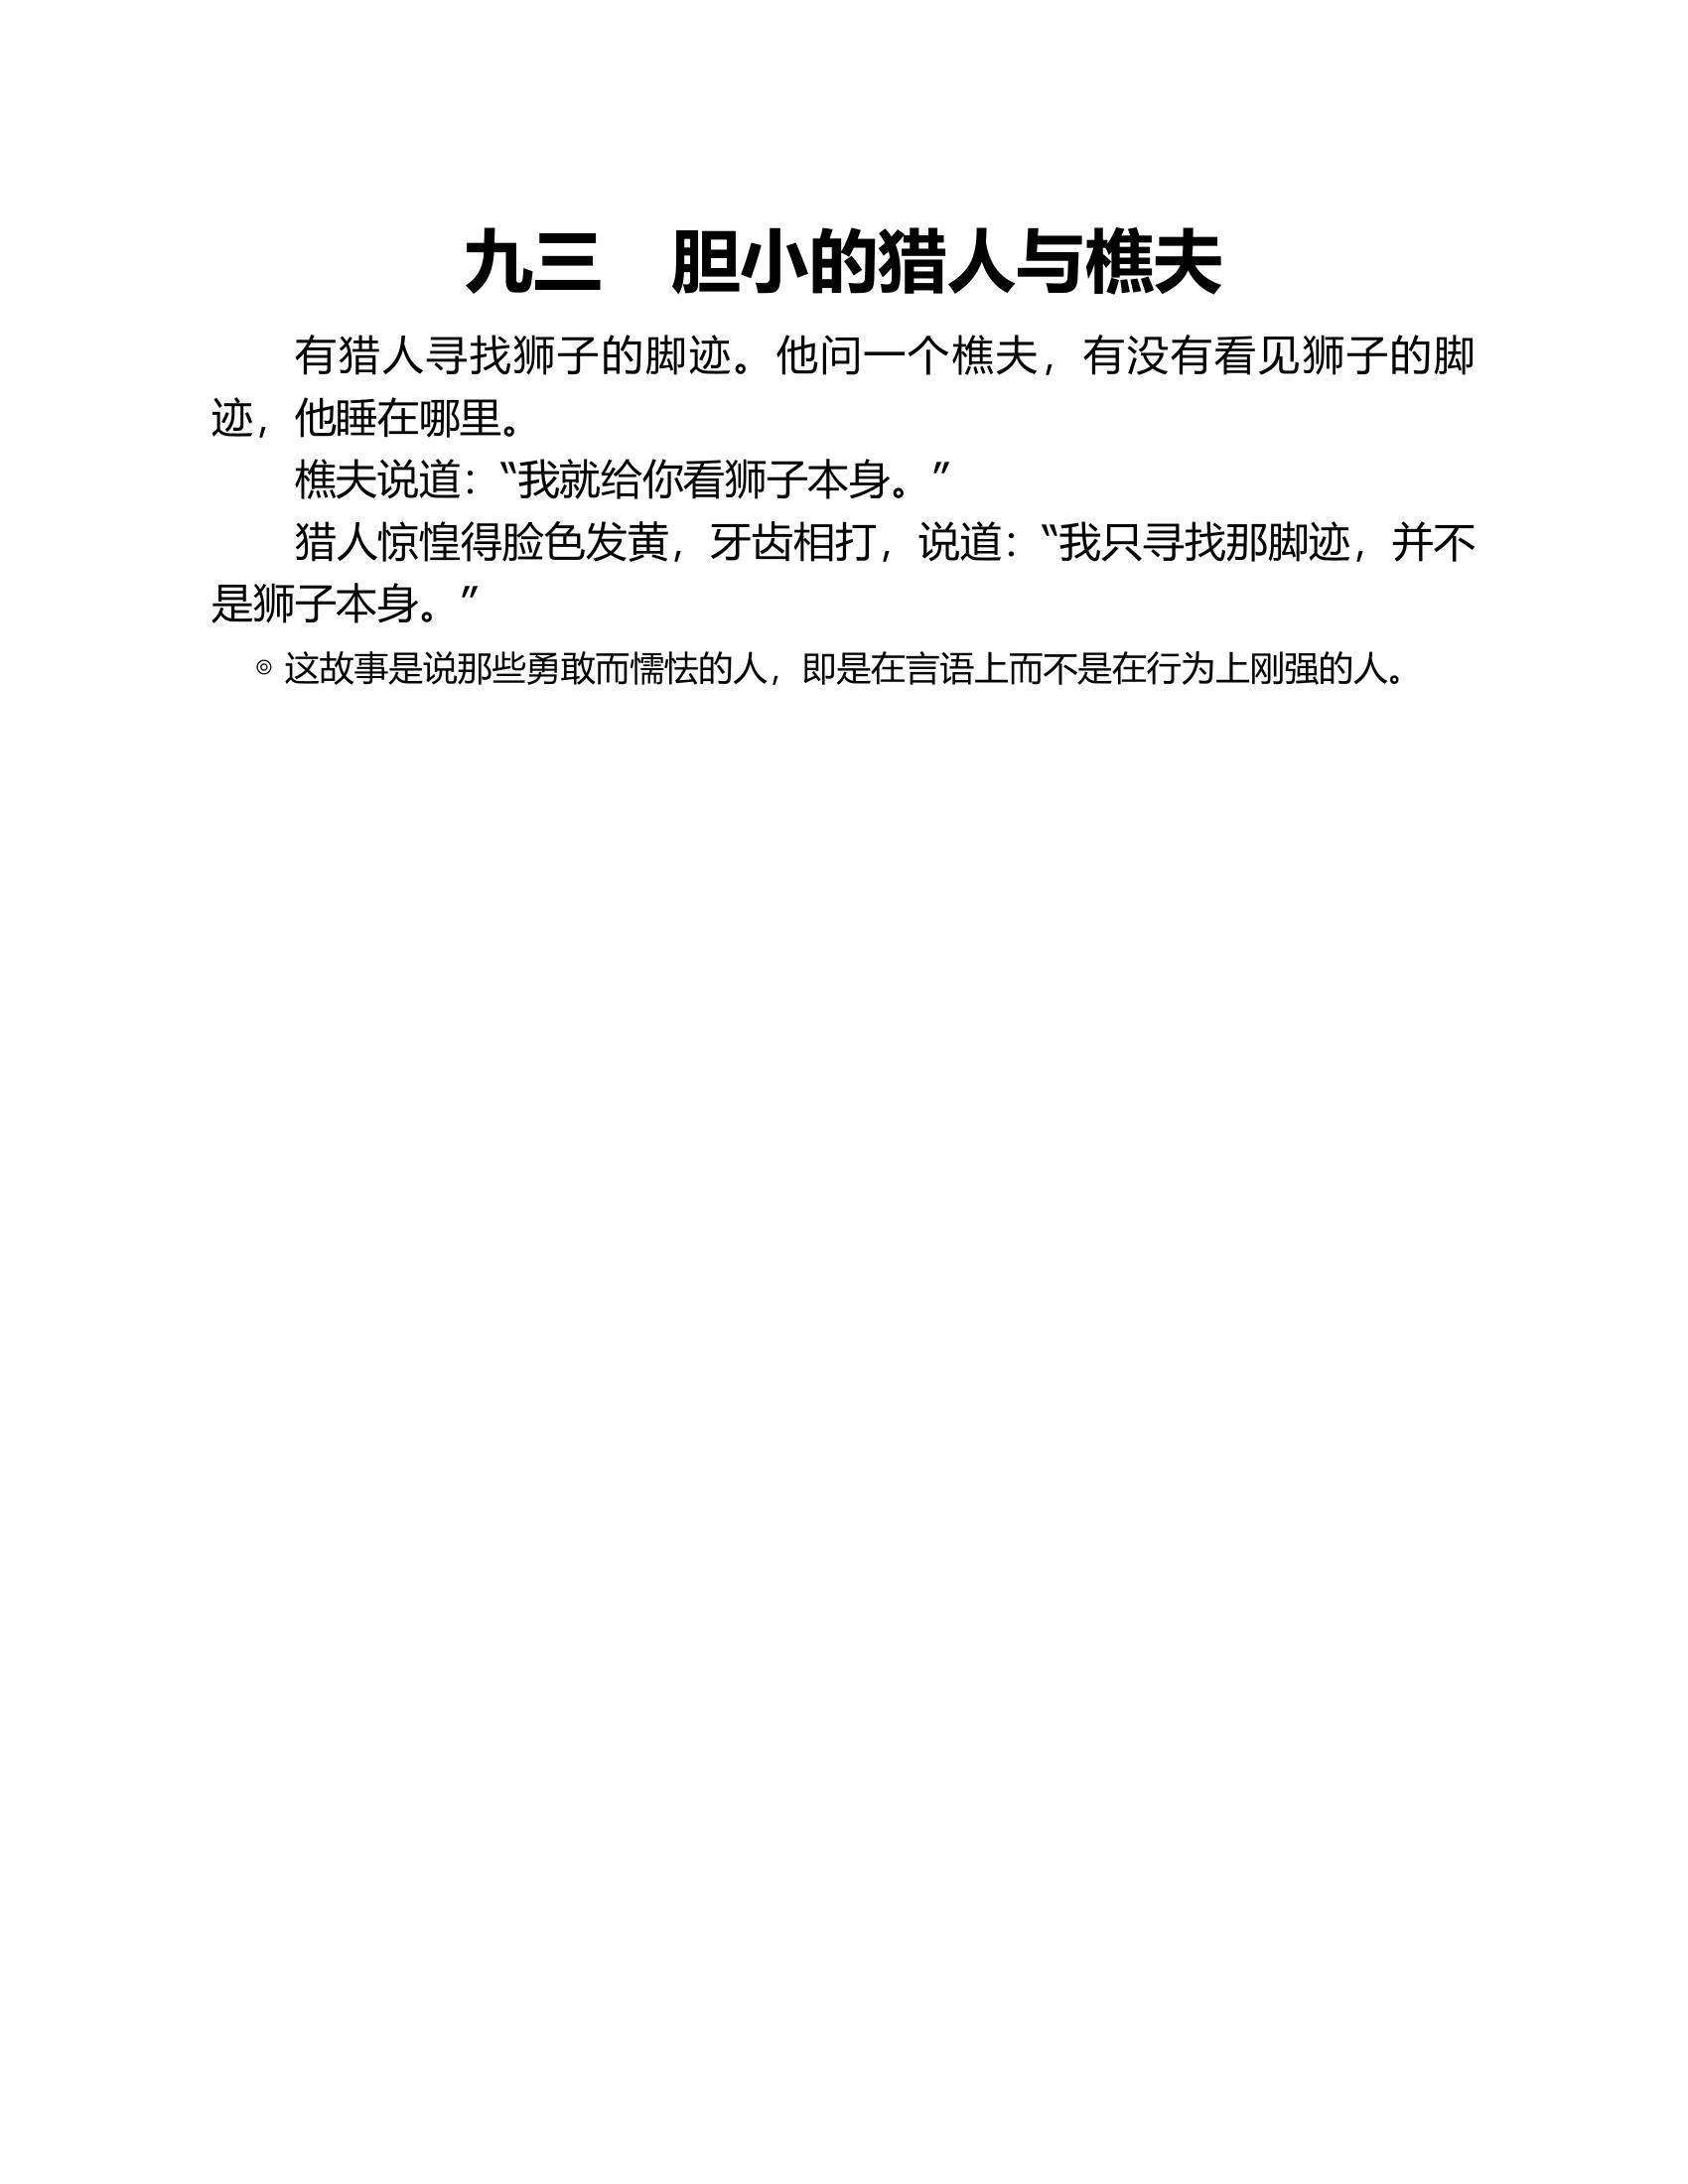 九三　胆小的猎人与樵夫
有猎人寻找狮子的脚迹。他问一个樵夫，有没有看见狮子的脚
迹，他睡在哪里。
樵夫说道：“我就给你看狮子本身。”
猎人惊惶得脸色发黄，牙齿相打，说道：“我只寻找那脚迹，并不
是狮子本身。”
◎ 这故事是说那些勇敢而懦怯的人，即是在言语上而不是在行为上刚强的人。